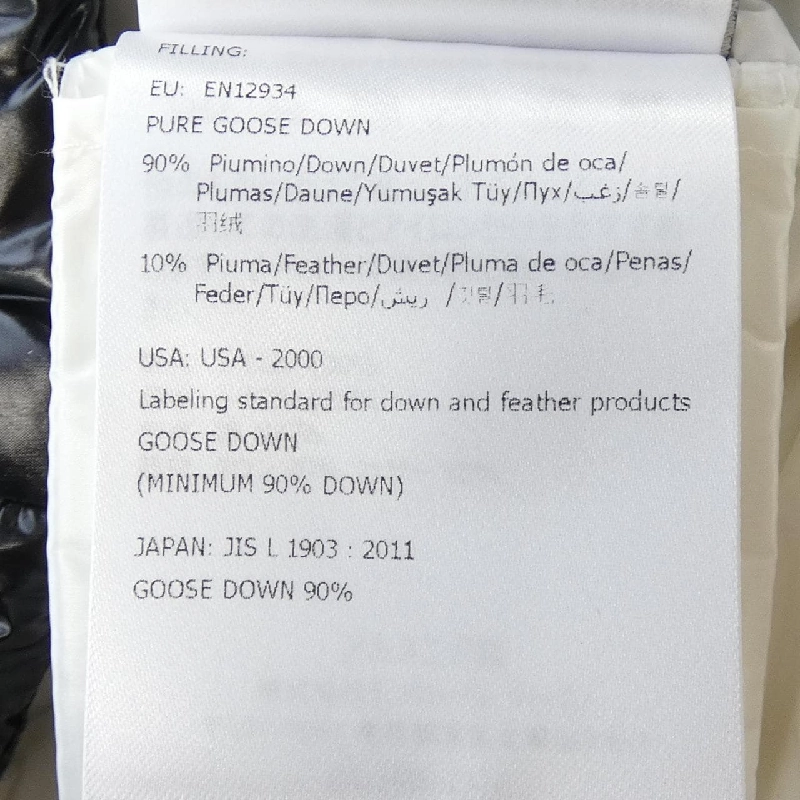 FILLING:
EU: EN12934
PURE GOOSE DOWN
90% Piumino/Down/Duvet/Plumón de oca/
Plumas/Daune/Yumuşak Tüy/Пух/زغب/솜털/
羽绒
10% Piuma/Feather/Duvet/Pluma de oca/Penas/
Feder/Tüy/Перо/ريش /깃털/羽毛
USA: USA - 2000
Labeling standard for down and feather products
GOOSE DOWN
(MINIMUM 90% DOWN)
JAPAN: JIS L 1903 : 2011
GOOSE DOWN 90%